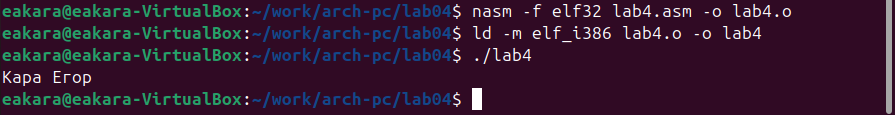 eakara@eakara-VirtualBox:~/work/arch-pc/lab04$ nasm -f elf32 lab4.asm -o lab4.o
eakara@eakara-VirtualBox:~/work/arch-pc/lab04$ ld -m elf_i386 lab4.o -o lab4
eakara@eakara-VirtualBox:~/work/arch-pc/lab04$ ./lab4
Кара Егор
eakara@eakara-VirtualBox:~/work/arch-pc/lab04$